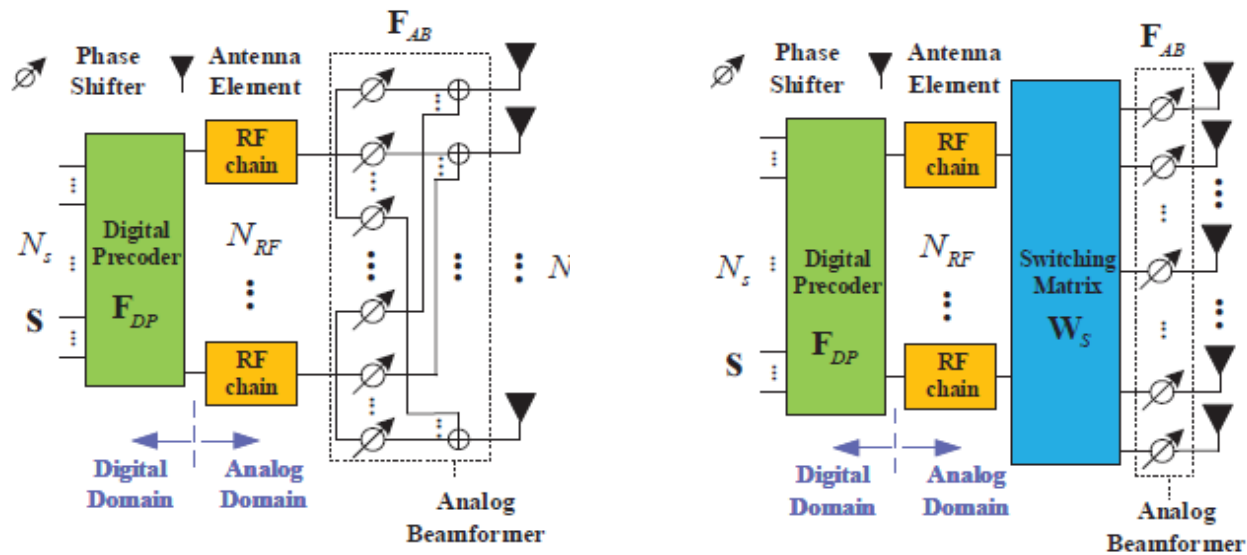 F_AB
Phase Shifter
Antenna Element
RF chain
Digital Precoder
F_DP
N_s
s
N_RF
N
RF chain
Digital Domain
Analog Domain
Analog Beamformer
F_AB
Phase Shifter
Antenna Element
RF chain
Digital Precoder
F_DP
N_s
s
N_RF
Switching Matrix
W_S
RF chain
Digital Domain
Analog Domain
Analog Beamformer